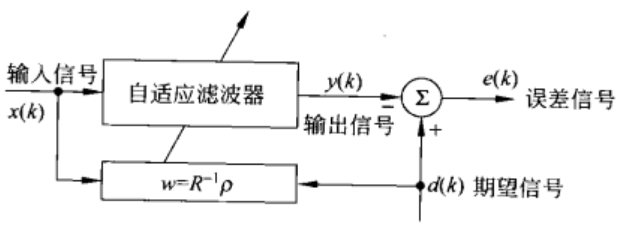 输入信号
x(k)
自适应滤波器
y(k)
输出信号
−
Σ
+
e(k)
误差信号
w=R⁻¹ρ
d(k) 期望信号